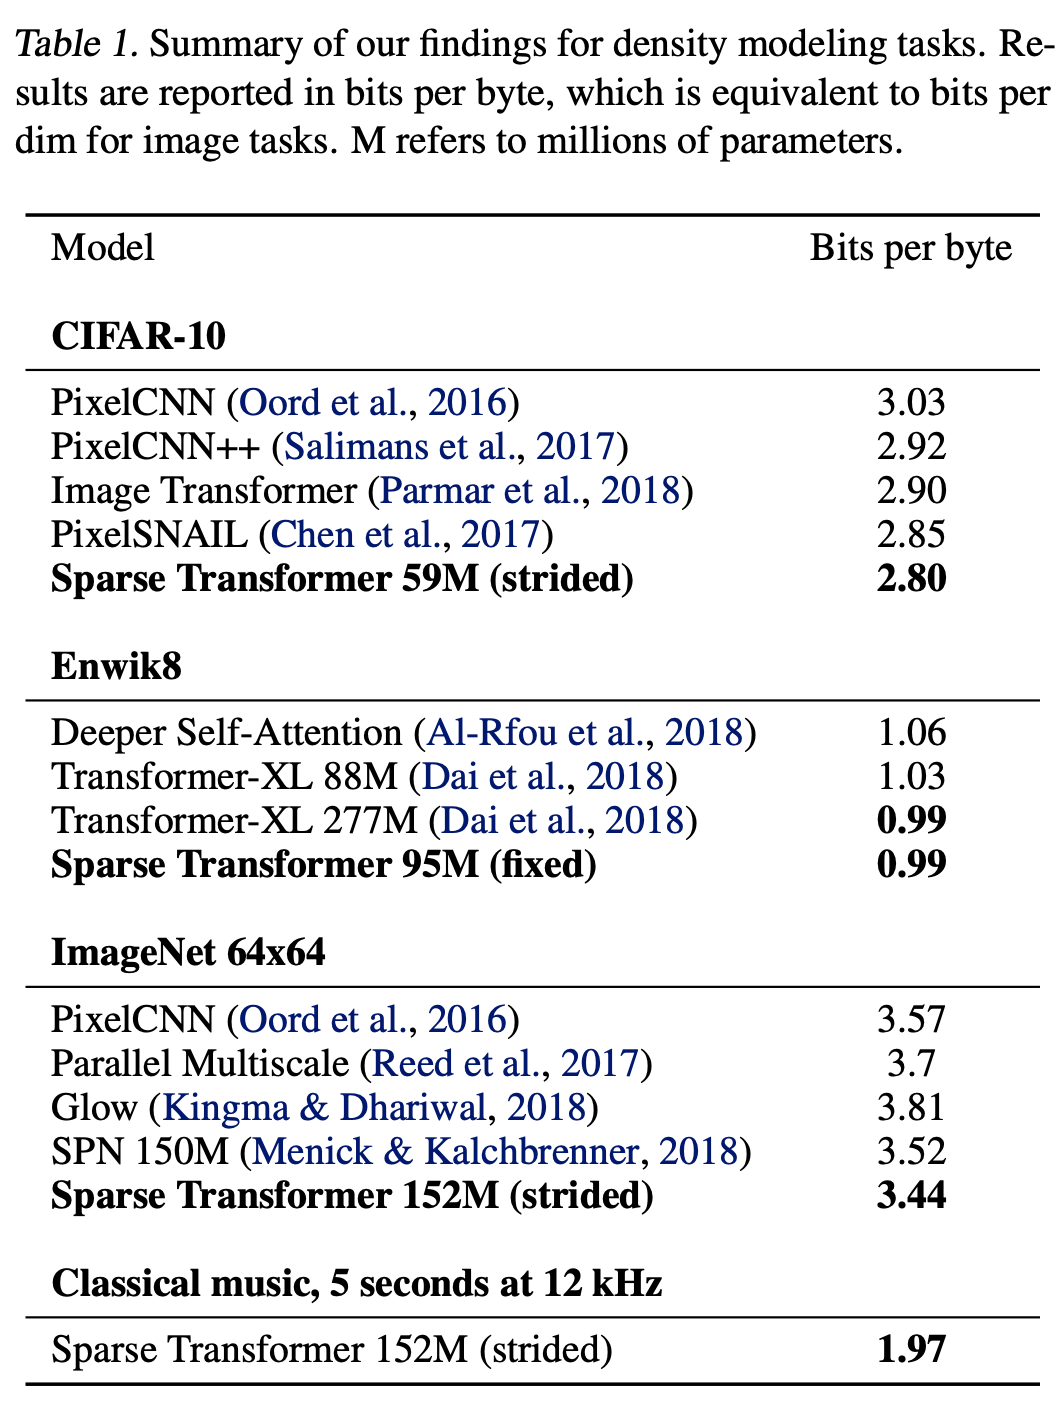 Table 1. Summary of our findings for density modeling tasks. Re-
sults are reported in bits per byte, which is equivalent to bits per
dim for image tasks. M refers to millions of parameters.
Model Bits per byte
CIFAR-10
PixelCNN (Oord et al., 2016) 3.03
PixelCNN++ (Salimans et al., 2017) 2.92
Image Transformer (Parmar et al., 2018) 2.90
PixelSNAIL (Chen et al., 2017) 2.85
Sparse Transformer 59M (strided) 2.80
Enwik8
Deeper Self-Attention (Al-Rfou et al., 2018) 1.06
Transformer-XL 88M (Dai et al., 2018) 1.03
Transformer-XL 277M (Dai et al., 2018) 0.99
Sparse Transformer 95M (fixed) 0.99
ImageNet 64x64
PixelCNN (Oord et al., 2016) 3.57
Parallel Multiscale (Reed et al., 2017) 3.7
Glow (Kingma & Dhariwal, 2018) 3.81
SPN 150M (Menick & Kalchbrenner, 2018) 3.52
Sparse Transformer 152M (strided) 3.44
Classical music, 5 seconds at 12 kHz
Sparse Transformer 152M (strided) 1.97